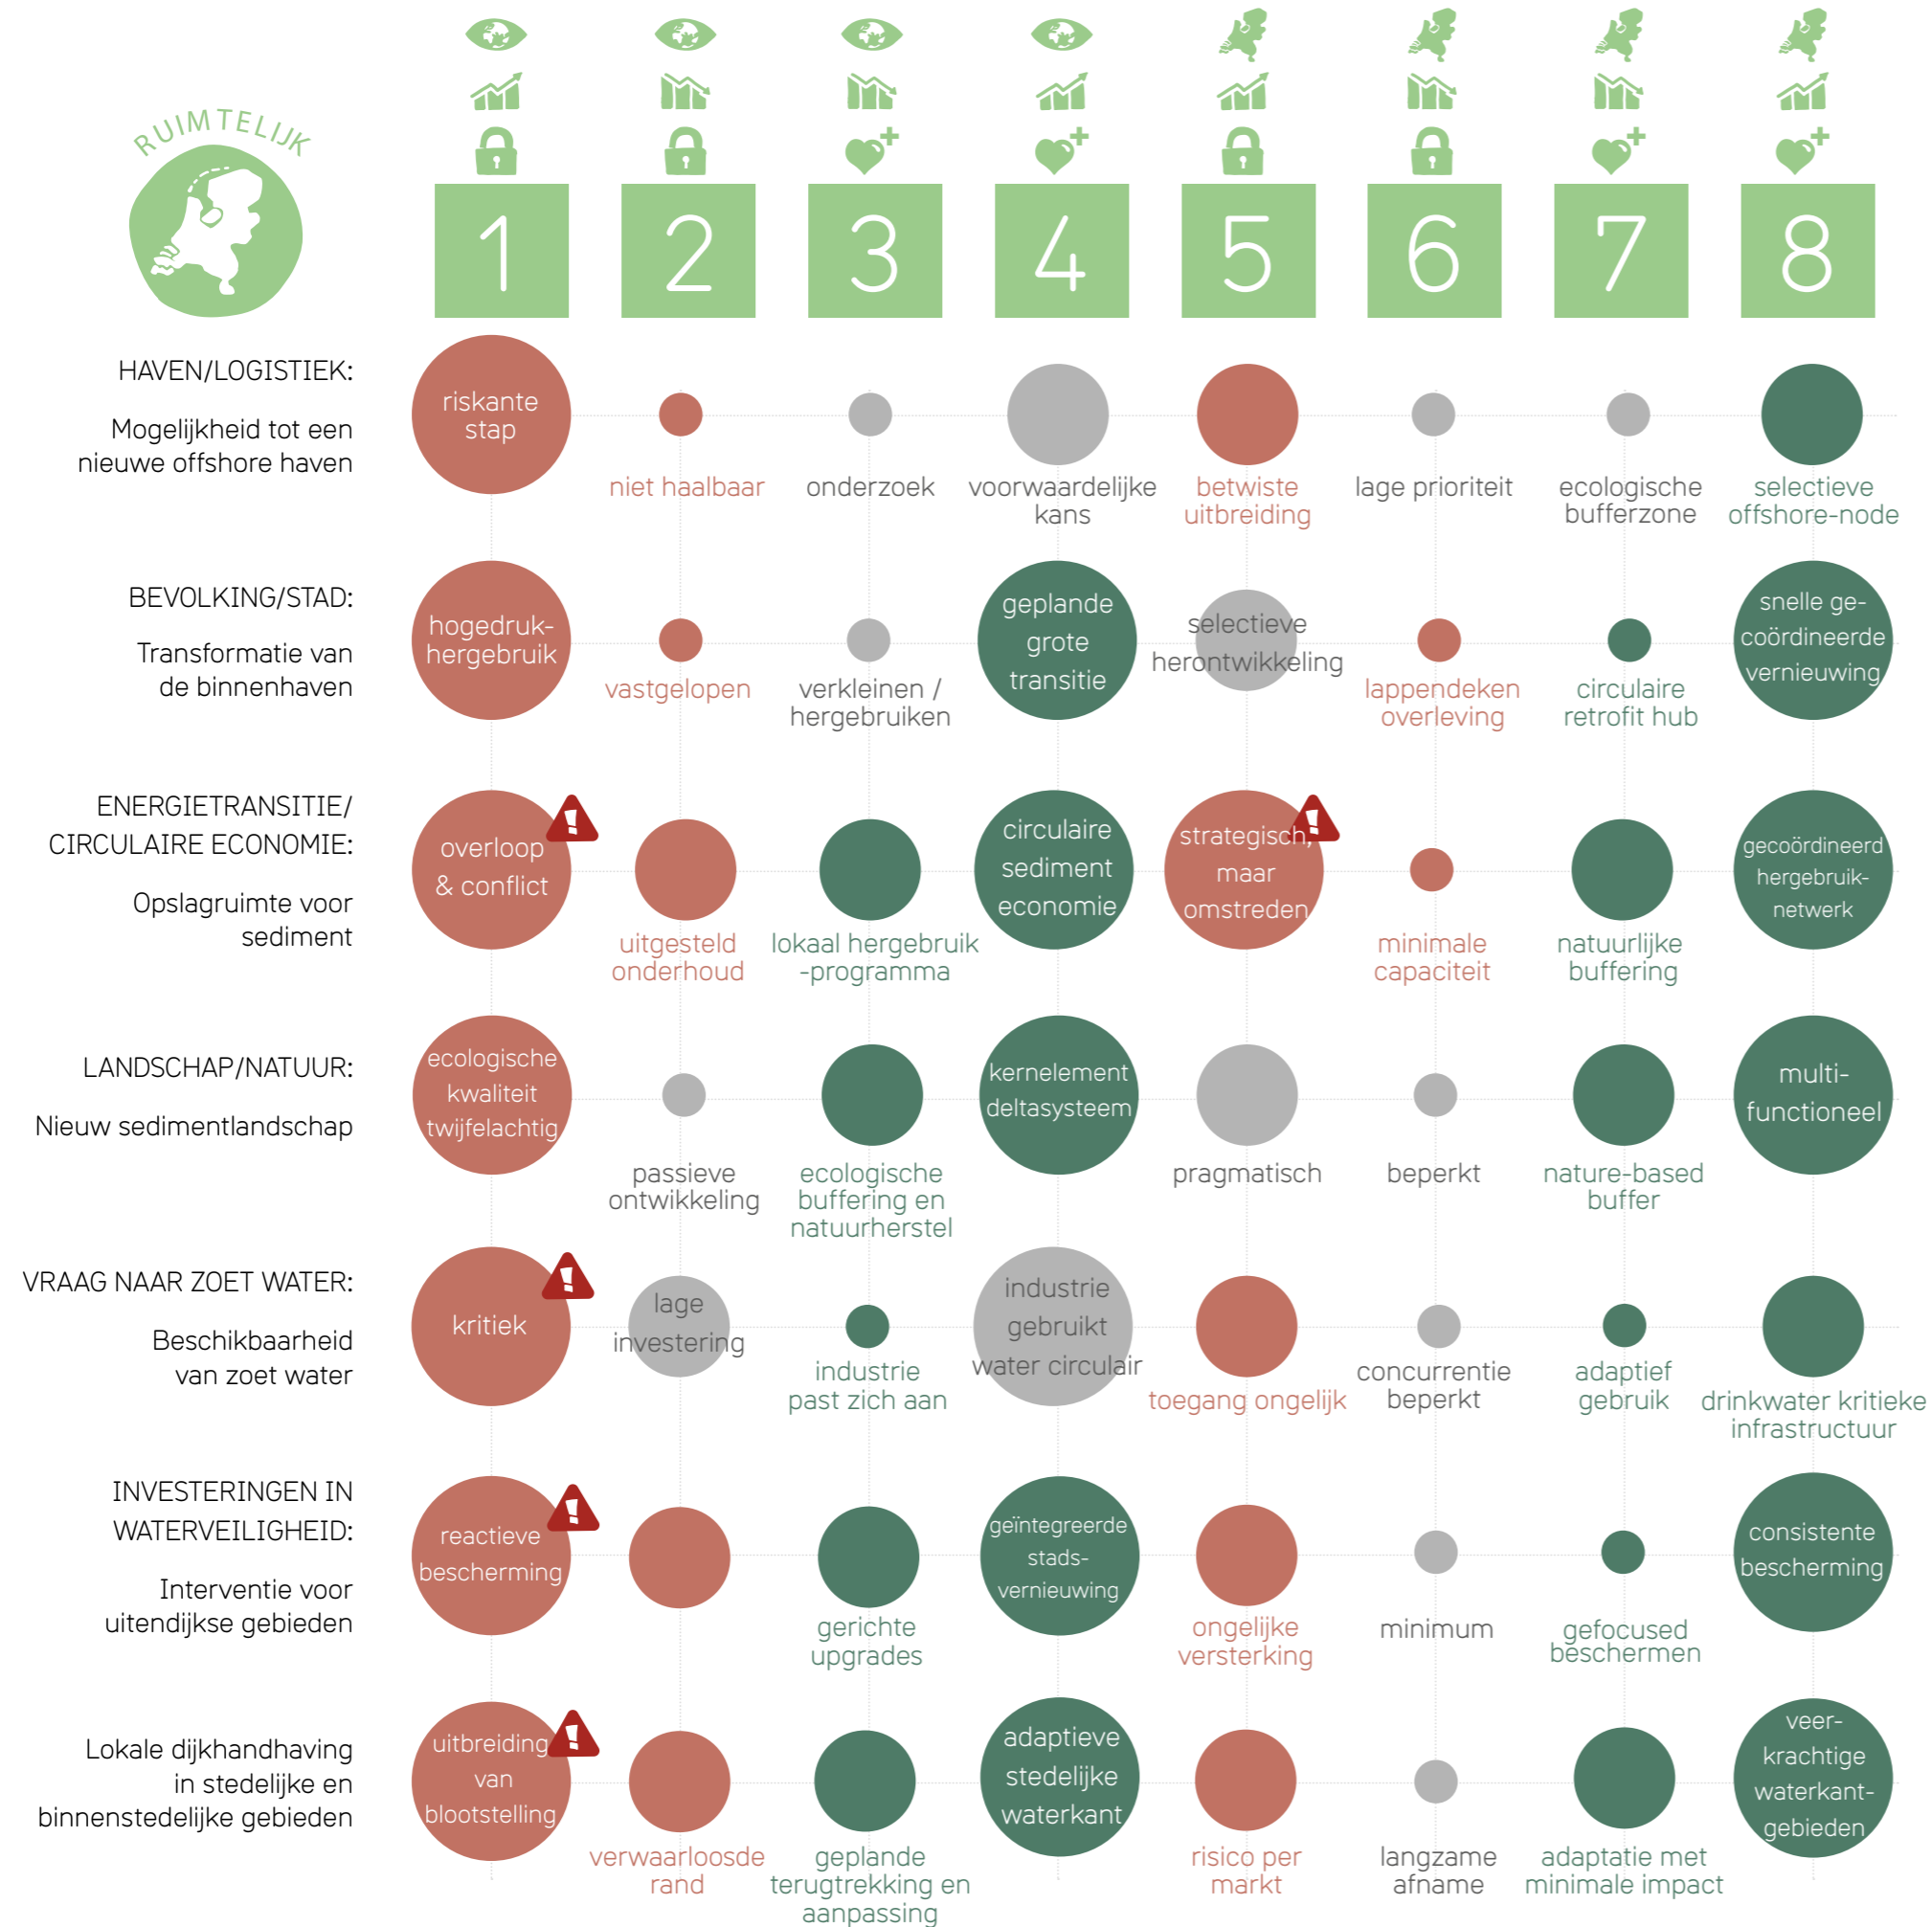 RUIMTELIJK
1
2
3
4
5
6
7
8
HAVEN/LOGISTIEK:
Mogelijkheid tot een
nieuwe offshore haven
riskante
stap
niet haalbaar
onderzoek
voorwaardelijke
kans
betwiste
uitbreiding
lage prioriteit
ecologische
bufferzone
selectieve
offshore-node
BEVOLKING/STAD:
Transformatie van
de binnenhaven
hogedruk-
hergebruik
vastgelopen
verkleinen /
hergebruiken
geplande
grote
transitie
selectieve
herontwikkeling
lappendeken
overleving
circulaire
retrofit hub
snelle ge-
coördineerde
vernieuwing
ENERGIETRANSITIE/
CIRCULAIRE ECONOMIE:
Opslagruimte voor
sediment
overloop
& conflict
uitgesteld
onderhoud
lokaal hergebruik
-programma
circulaire
sediment
economie
strategisch,
maar
omstreden
minimale
capaciteit
natuurlijke
buffering
gecoördineerd
hergebruik-
netwerk
LANDSCHAP/NATUUR:
Nieuw sedimentlandschap
ecologische
kwaliteit
twijfelachtig
passieve
ontwikkeling
ecologische
buffering en
natuurherstel
kernelement
deltasysteem
pragmatisch
beperkt
nature-based
buffer
multi-
functioneel
VRAAG NAAR ZOET WATER:
Beschikbaarheid
van zoet water
kritiek
lage
investering
industrie
past zich aan
industrie
gebruikt
water circulair
toegang ongelijk
concurrentie
beperkt
adaptief
gebruik
drinkwater kritieke
infrastructuur
INVESTERINGEN IN
WATERVEILIGHEID:
Interventie voor
uitendijkse gebieden
reactieve
bescherming
gerichte
upgrades
geïntegreerde
stads-
vernieuwing
ongelijke
versterking
minimum
gefocused
beschermen
consistente
bescherming
Lokale dijkhandhaving
in stedelijke en
binnenstedelijke gebieden
uitbreiding
van
blootstelling
verwaarloosde
rand
geplande
terugtrekking en
aanpassing
adaptieve
stedelijke
waterkant
risico per
markt
langzame
afname
adaptatie met
minimale impact
veer-
krachtige
waterkant-
gebieden